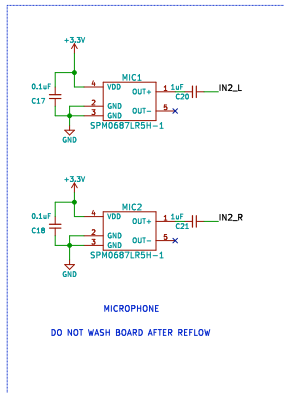 +3.3V
MIC1
0.1uF
C17
4 VDD
OUT+ 1
1uF
C20
IN2_L
2 GND
3 GND
OUT- 5
SPM0687LR5H-1
GND
+3.3V
MIC2
0.1uF
C18
4 VDD
OUT+ 1
1uF
C21
IN2_R
2 GND
3 GND
OUT- 5
SPM0687LR5H-1
GND
MICROPHONE
DO NOT WASH BOARD AFTER REFLOW